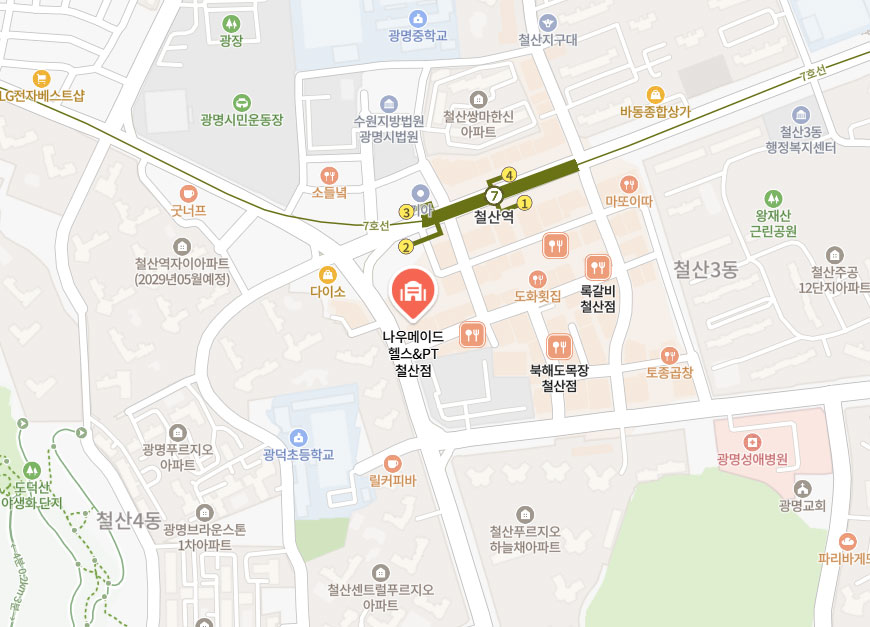 광장
광명중학교
철산지구대
7호선
LG전자베스트샵
바동종합상가
광명시민운동장
수원지방법원
광명시법원
철산쌍마한신
아파트
철산3동
행정복지센터
4
소들녘
7
1
마또이따
굿너프
3
철산역
7호선
2
왕재산
근린공원
철산역자이아파트
(2029년05월예정)
다이소
도화횟집
록갈비
철산점
철산3동
철산주공
12단지아파트
나우메이드
헬스&PT
철산점
북해도목장
철산점
토종곱창
광명푸르지오
아파트
광덕초등학교
광명성애병원
릴커피바
도덕산
야생화단지
철산4동
광명브라운스톤
1차아파트
철산푸르지오
하늘채아파트
광명교회
파리바게뜨
철산센트럴푸르지오
아파트